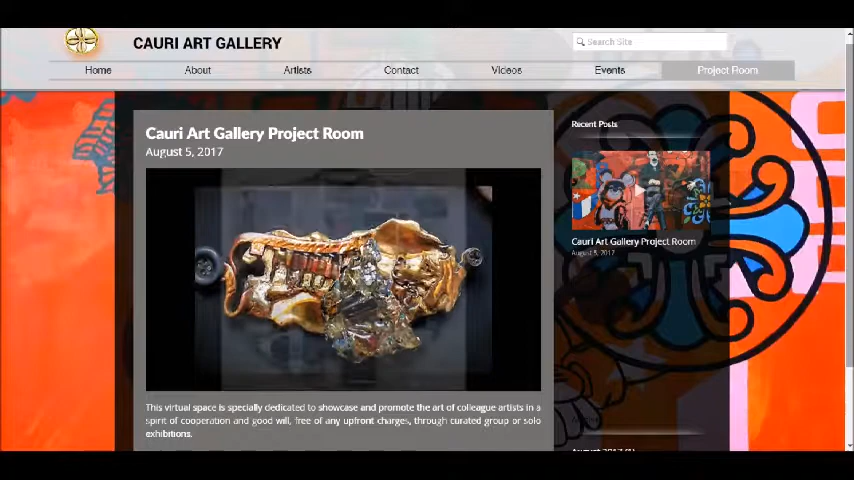 CAURI ART GALLERY
Search Site
Home About Artists Contact Videos Events Project Room
Cauri Art Gallery Project Room
August 5, 2017
This virtual space is specially dedicated to showcase and promote the art of colleague artists in a
spirit of cooperation and good will, free of any upfront charges, through curated group or solo
exhibitions.
Recent Posts
Cauri Art Gallery Project Room
August 5, 2017
August 2017 (1)